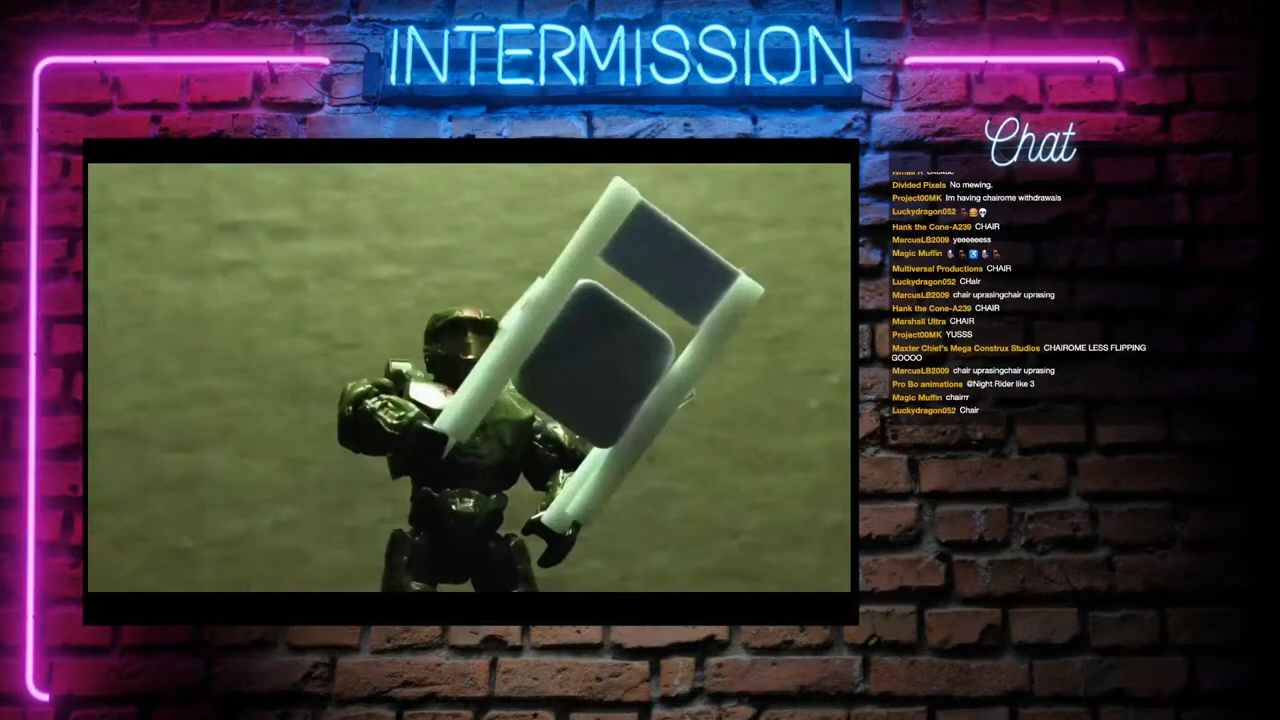 INTERMISSION
Chat
Divided Pixels No mewing.
Project00MK Im having chairome withdrawals
Luckydragon052 🪑🍔💀
Hank the Cone-A239 CHAIR
MarcusLB2009 yeeeeeess
Magic Muffin
Multiversal Productions CHAIR
Luckydragon052 CHair
MarcusLB2009 chair uprasingchair uprasing
Hank the Cone-A239 CHAIR
Marshall Ultra CHAIR
Project00MK YUSSS
Maxter Chief's Mega Construx Studios CHAIROME LESS FLIPPING
GOOOO
MarcusLB2009 chair uprasingchair uprasing
Pro Bo animations @Night Rider like 3
Magic Muffin chairrr
Luckydragon052 Chair